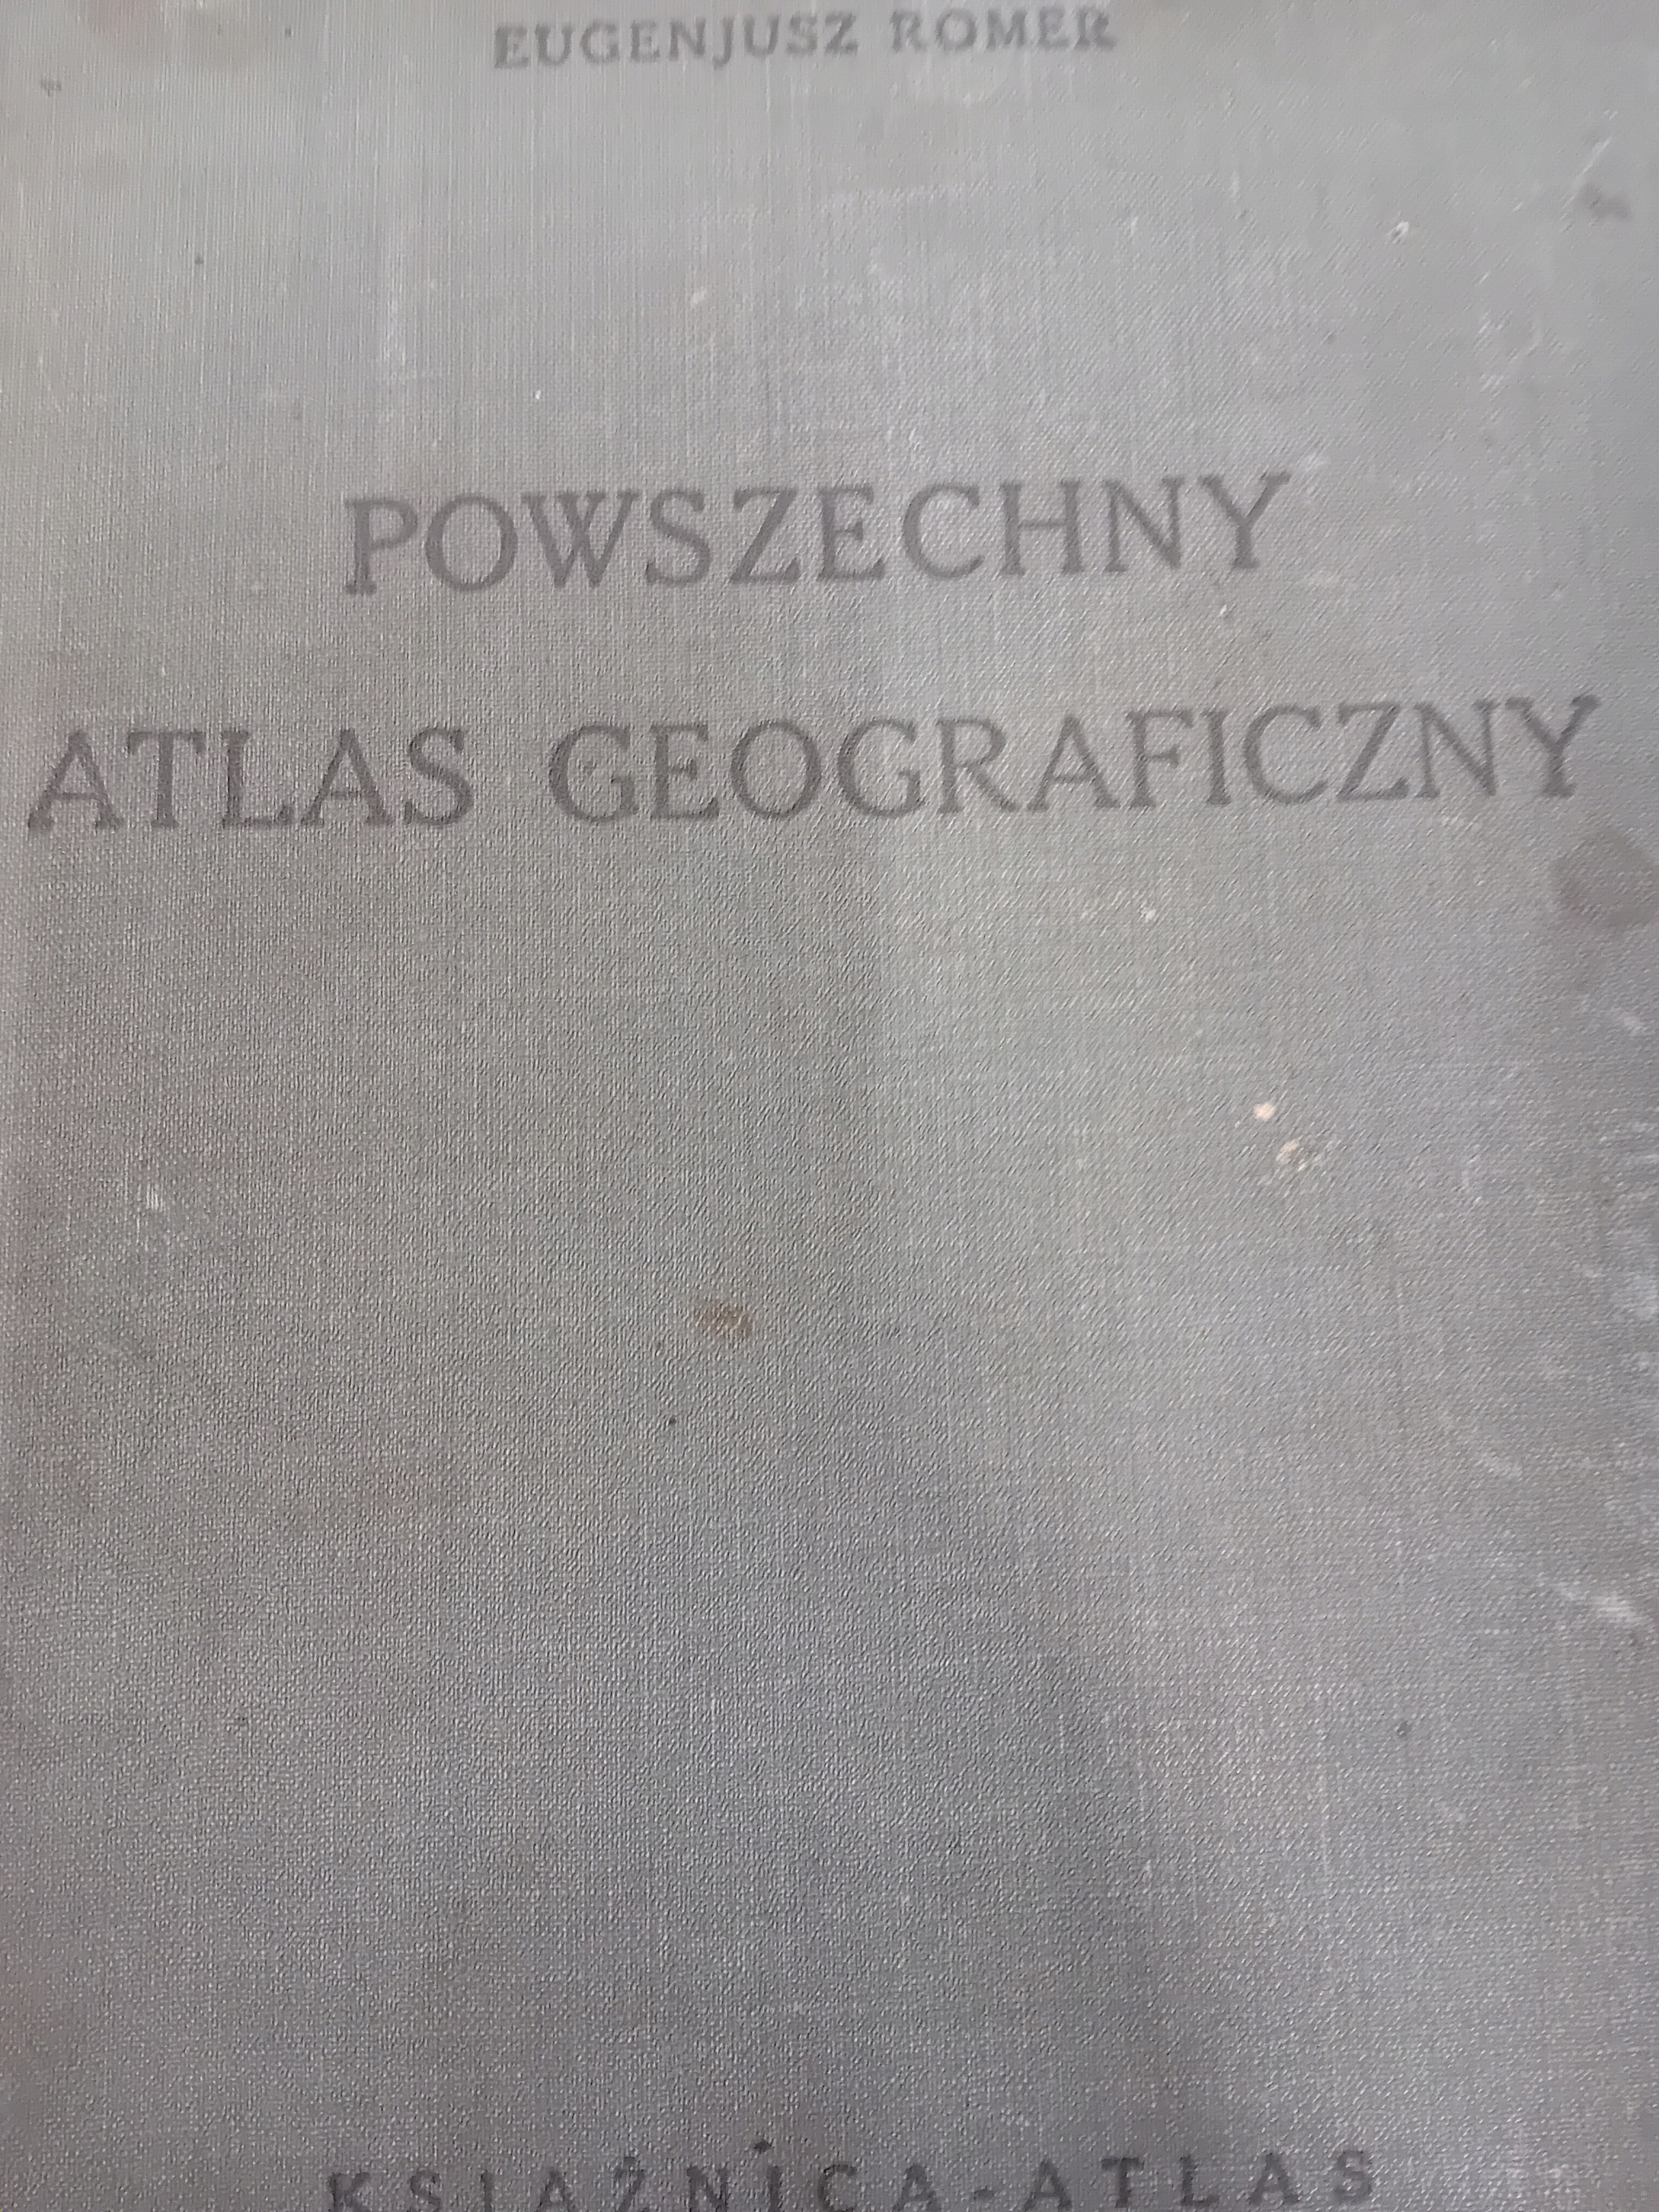 EUGENJUSZ ROMER
POWSZECHNY
ATLAS GEOGRAFICZNY
KSIĄŻNICA-ATLAS